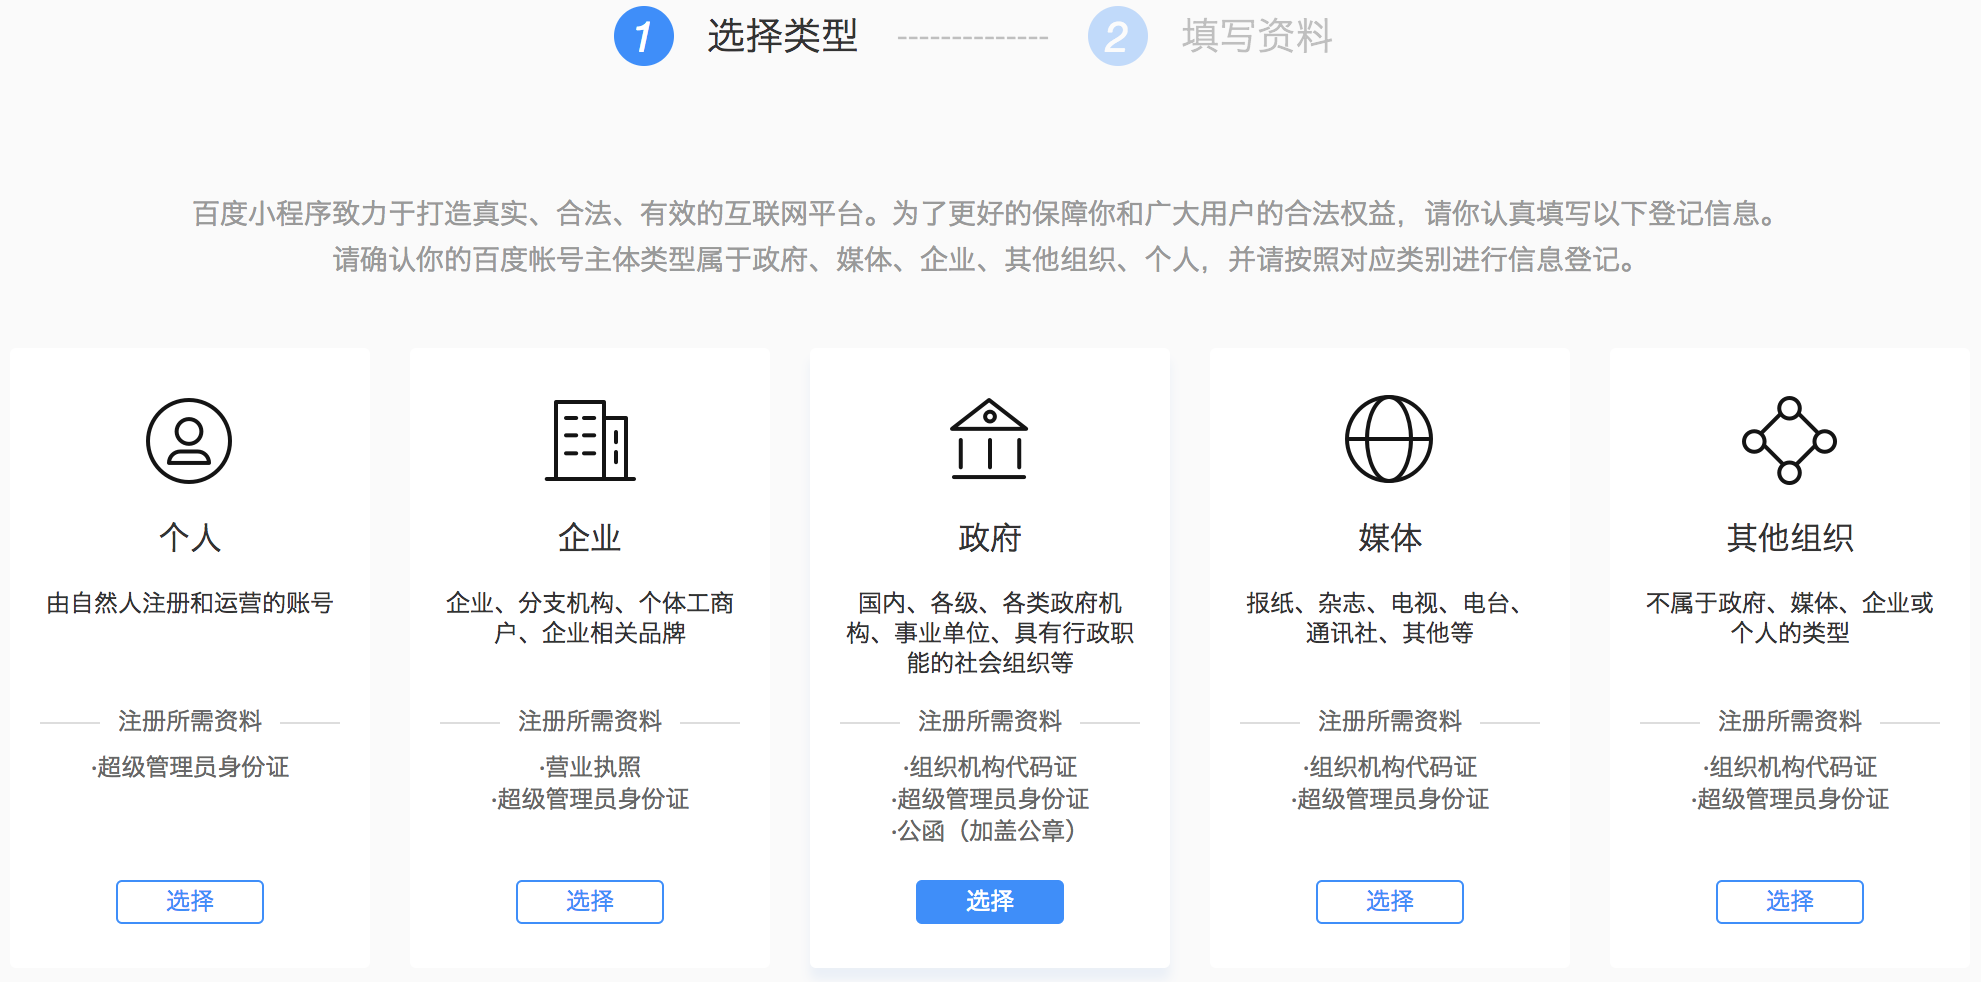 1 选择类型 -------------- 2 填写资料
百度小程序致力于打造真实、合法、有效的互联网平台。为了更好的保障你和广大用户的合法权益，请你认真填写以下登记信息。
请确认你的百度帐号主体类型属于政府、媒体、企业、其他组织、个人，并请按照对应类别进行信息登记。
个人
由自然人注册和运营的账号
注册所需资料
·超级管理员身份证
选择
企业
企业、分支机构、个体工商
户、企业相关品牌
注册所需资料
·营业执照
·超级管理员身份证
选择
政府
国内、各级、各类政府机
构、事业单位、具有行政职
能的社会组织等
注册所需资料
·组织机构代码证
·超级管理员身份证
·公函（加盖公章）
选择
媒体
报纸、杂志、电视、电台、
通讯社、其他等
注册所需资料
·组织机构代码证
·超级管理员身份证
选择
其他组织
不属于政府、媒体、企业或
个人的类型
注册所需资料
·组织机构代码证
·超级管理员身份证
选择